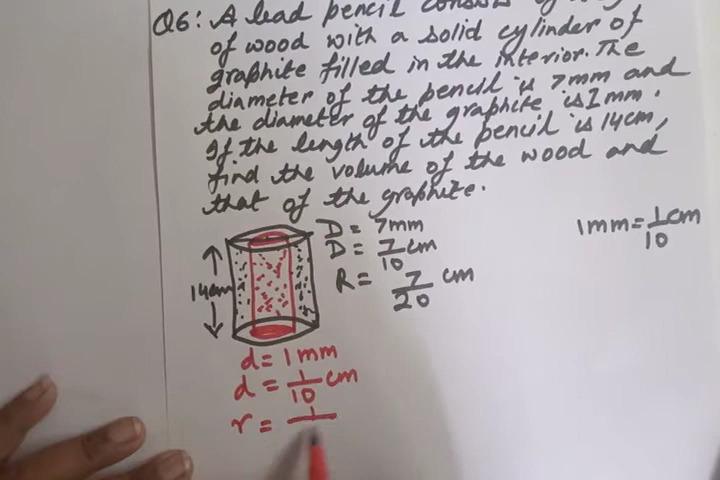 Q6: A lead pencil consists of
of wood with a solid cylinder of
graphite filled in the interior. The
diameter of the pencil is 7mm and
the diameter of the graphite is 1mm.
If the length of the pencil is 14cm,
find the volume of the wood and
that of the graphite.
D = 7mm
D = 7/10 cm
R = 7/20 cm
1mm = 1/10 cm
14cm
d = 1mm
d = 1/10 cm
r = 1